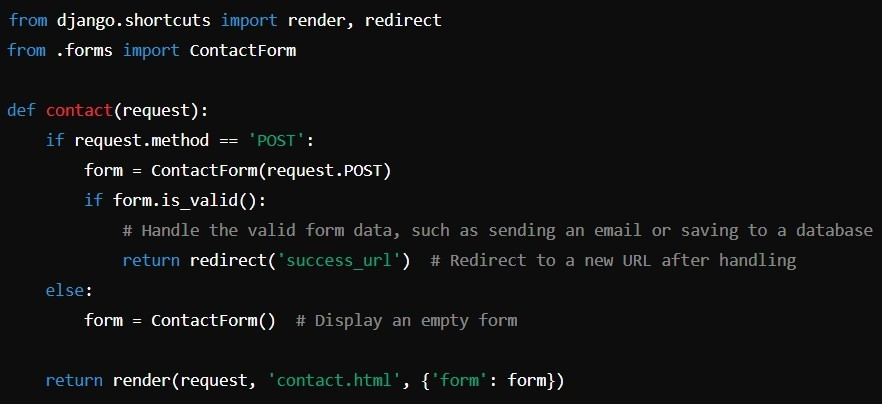 from django.shortcuts import render, redirect
from .forms import ContactForm

def contact(request):
    if request.method == 'POST':
        form = ContactForm(request.POST)
        if form.is_valid():
            # Handle the valid form data, such as sending an email or saving to a database
            return redirect('success_url')  # Redirect to a new URL after handling
    else:
        form = ContactForm()  # Display an empty form

    return render(request, 'contact.html', {'form': form})